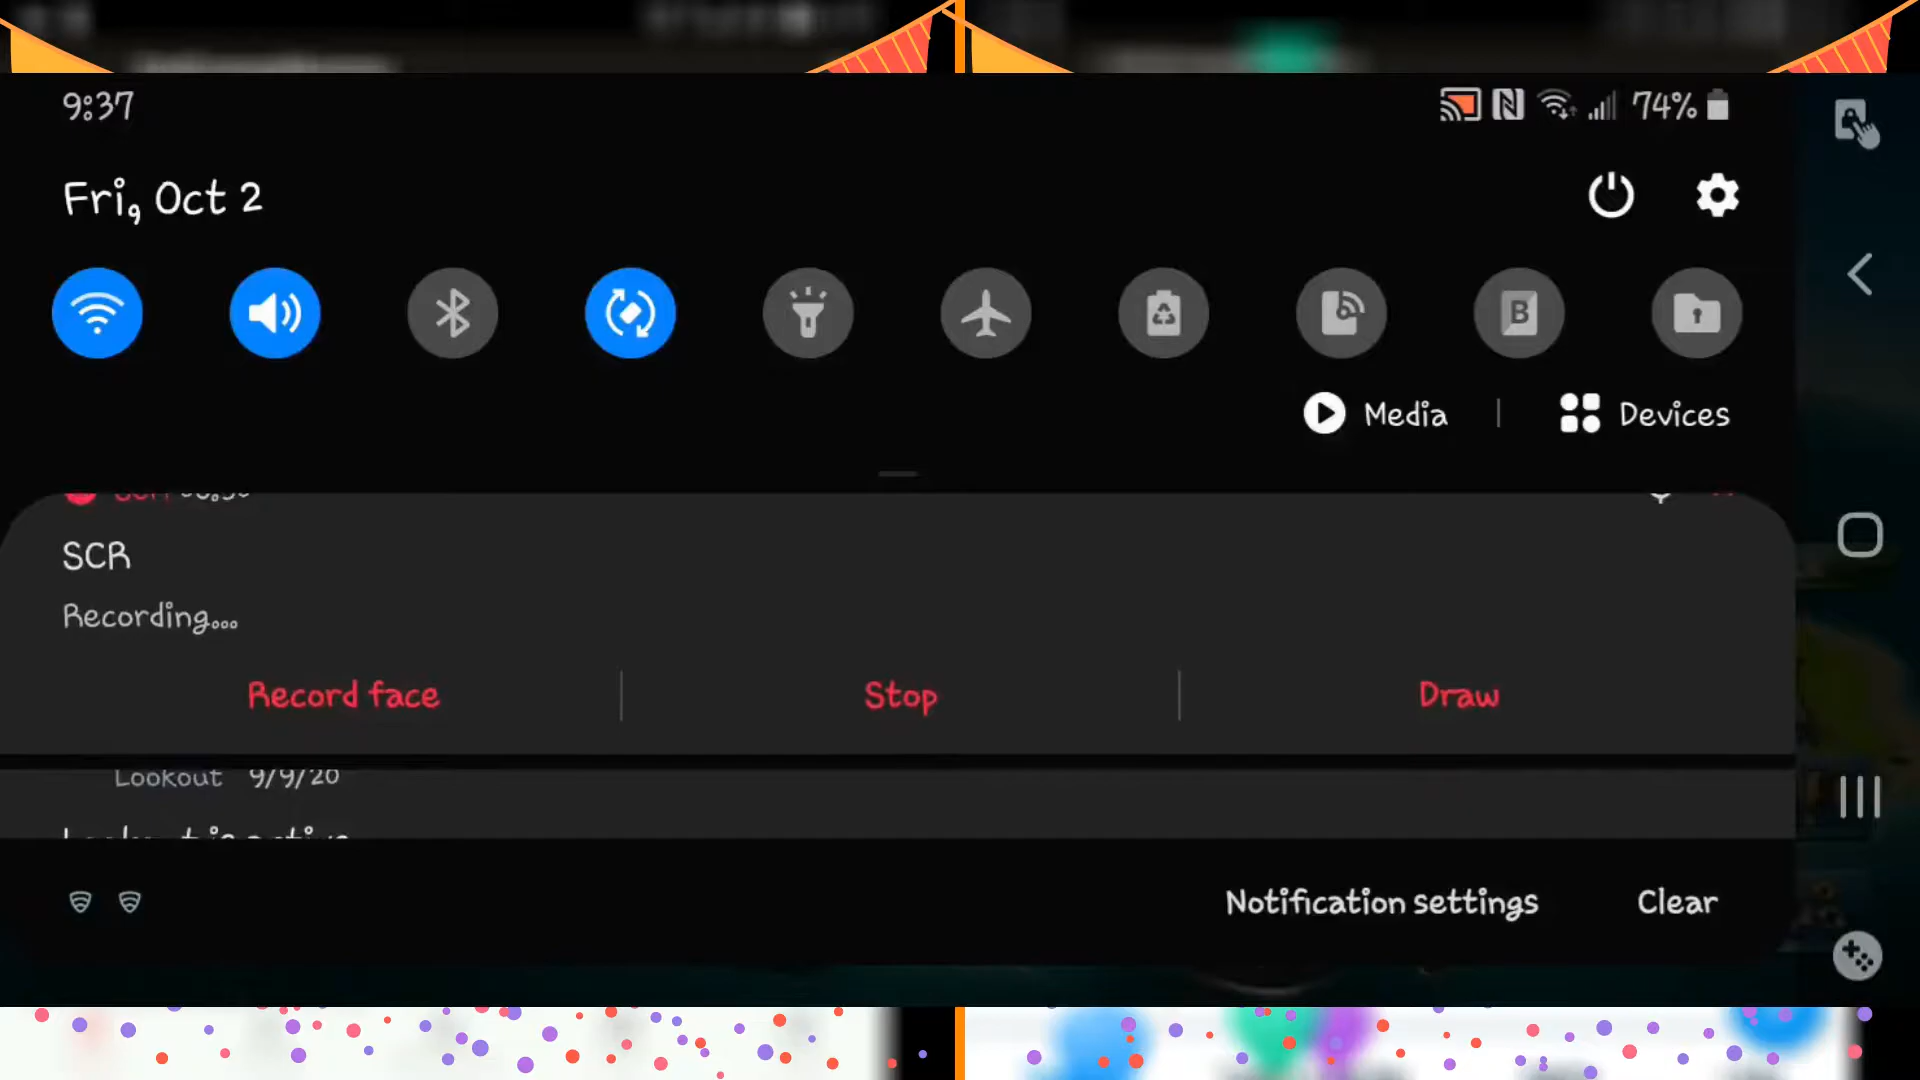 9:37
74%
Fri, Oct 2
B
Media
Devices
SCR
Recording...
Record face
Stop
Draw
Lookout 9/9/20
Notification settings
Clear